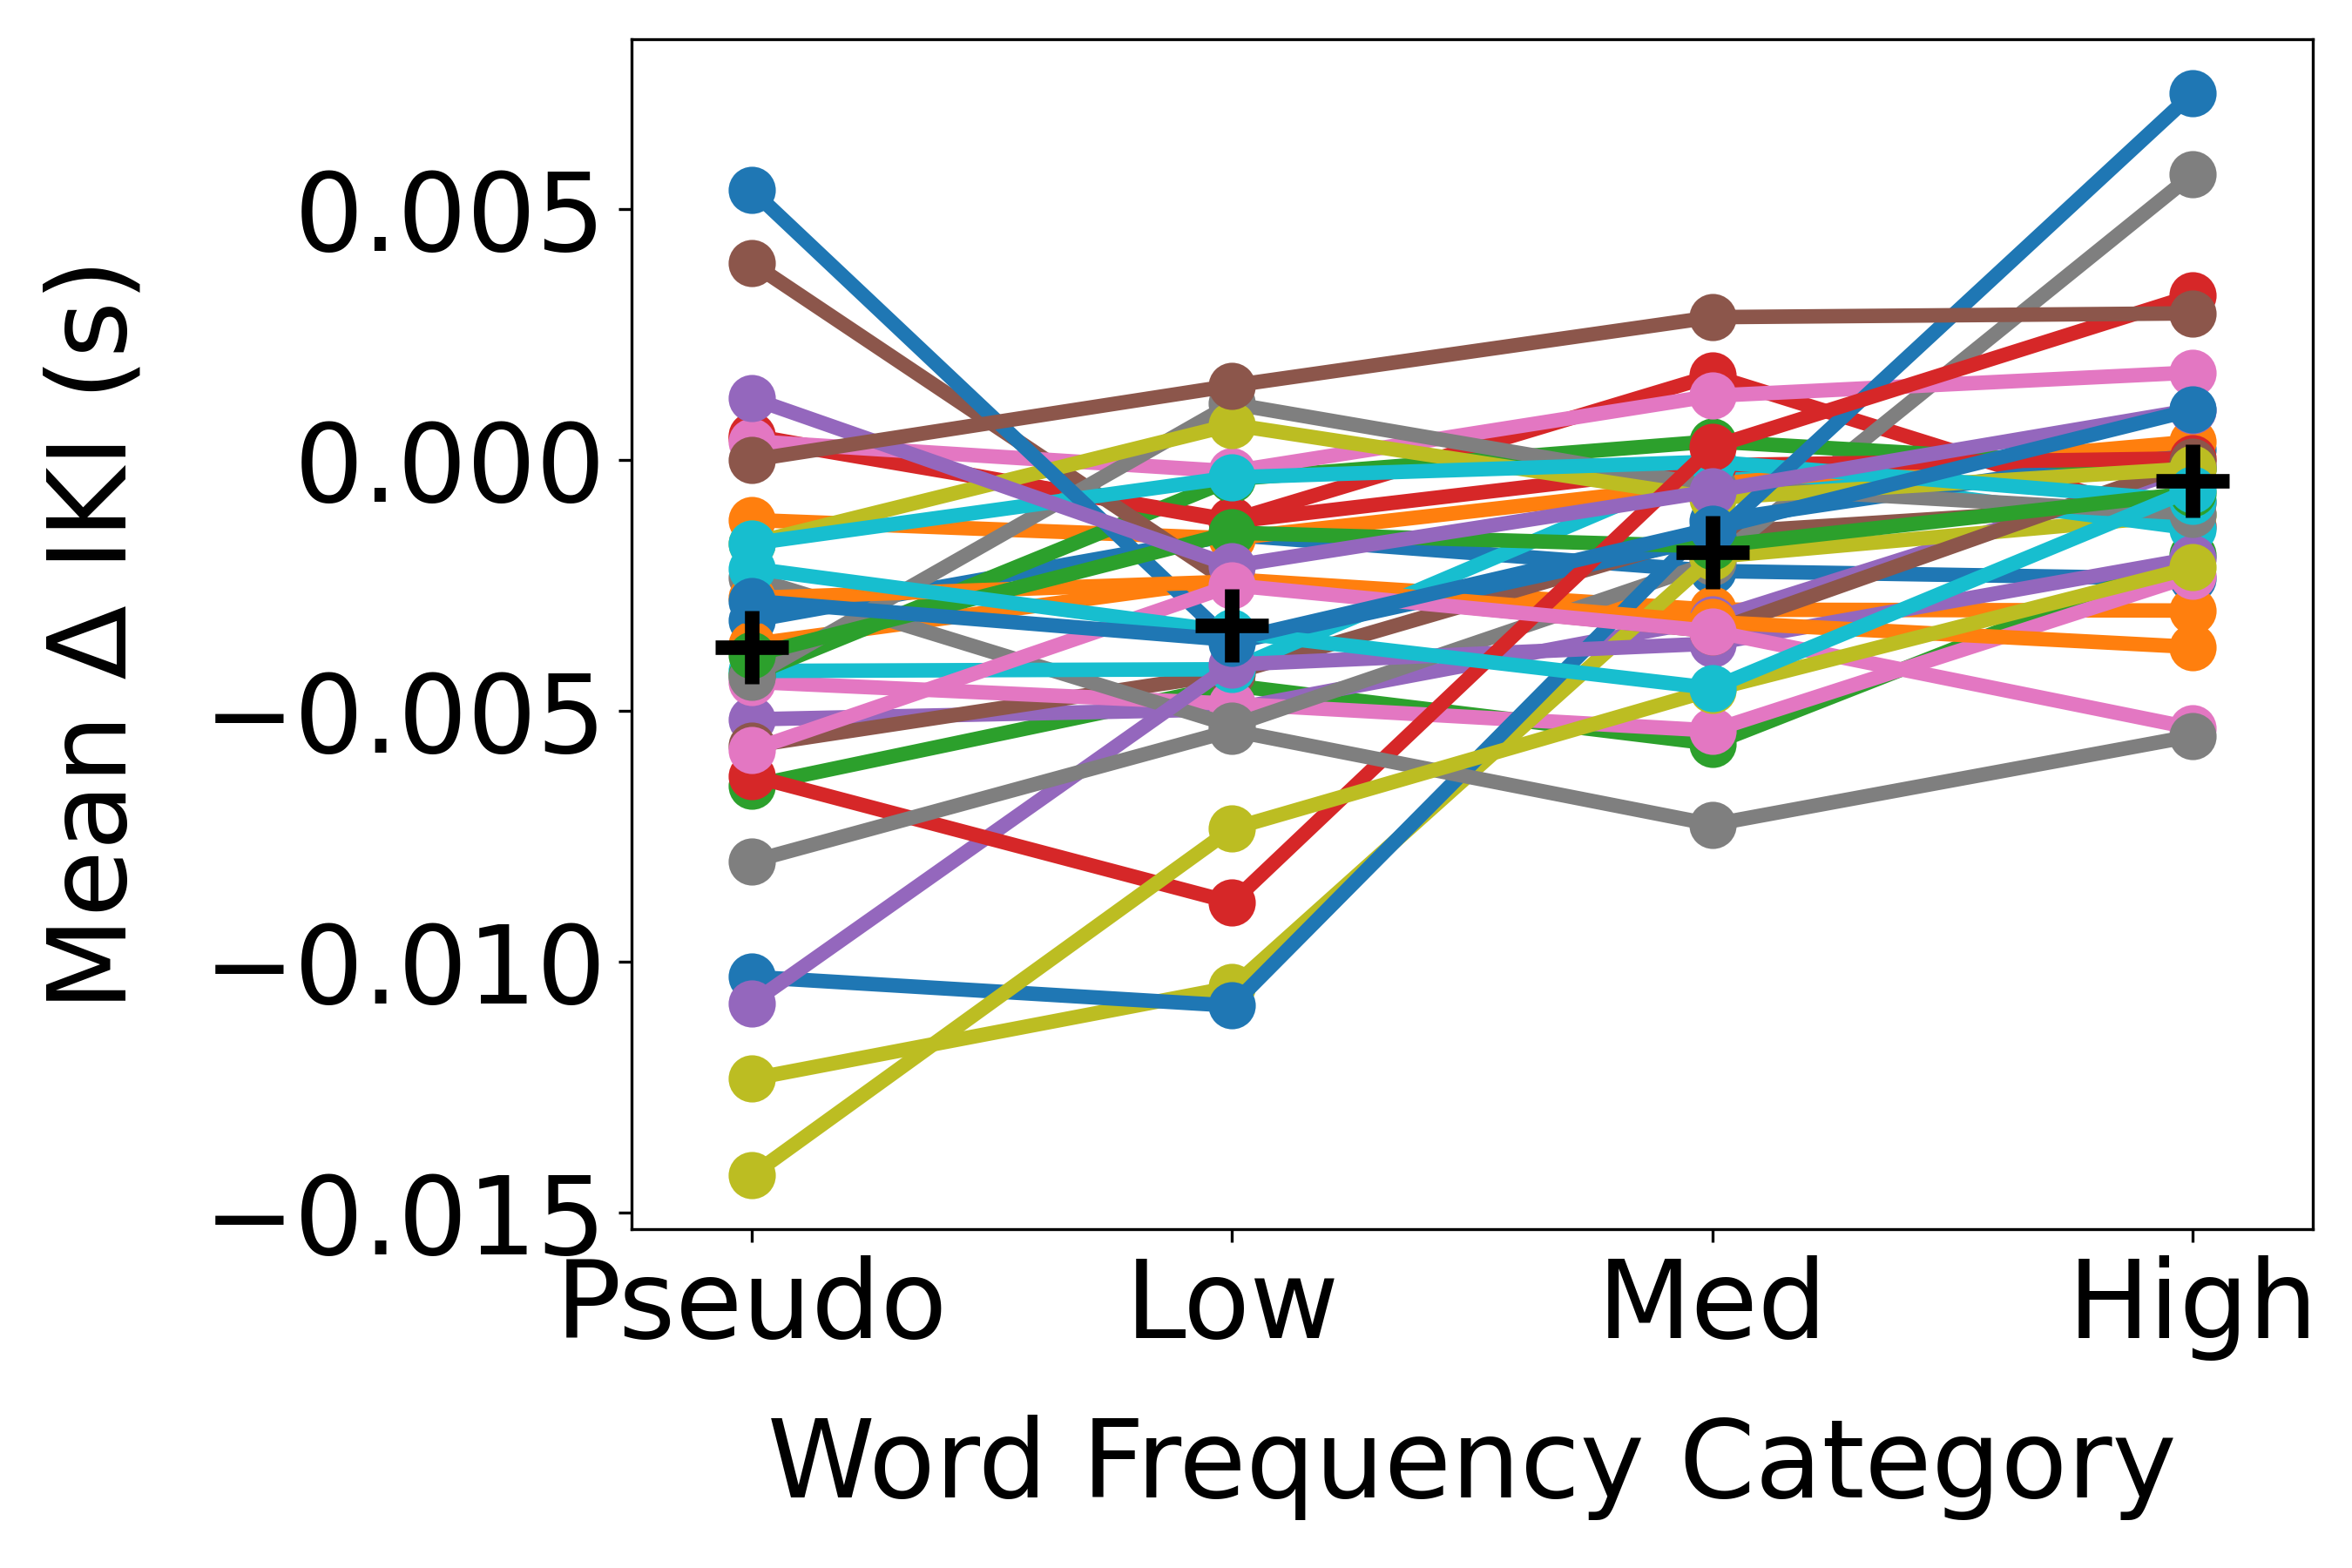 Mean Δ IKI (s)
0.005
0.000
−0.005
−0.010
−0.015
Pseudo Low Med High
Word Frequency Category